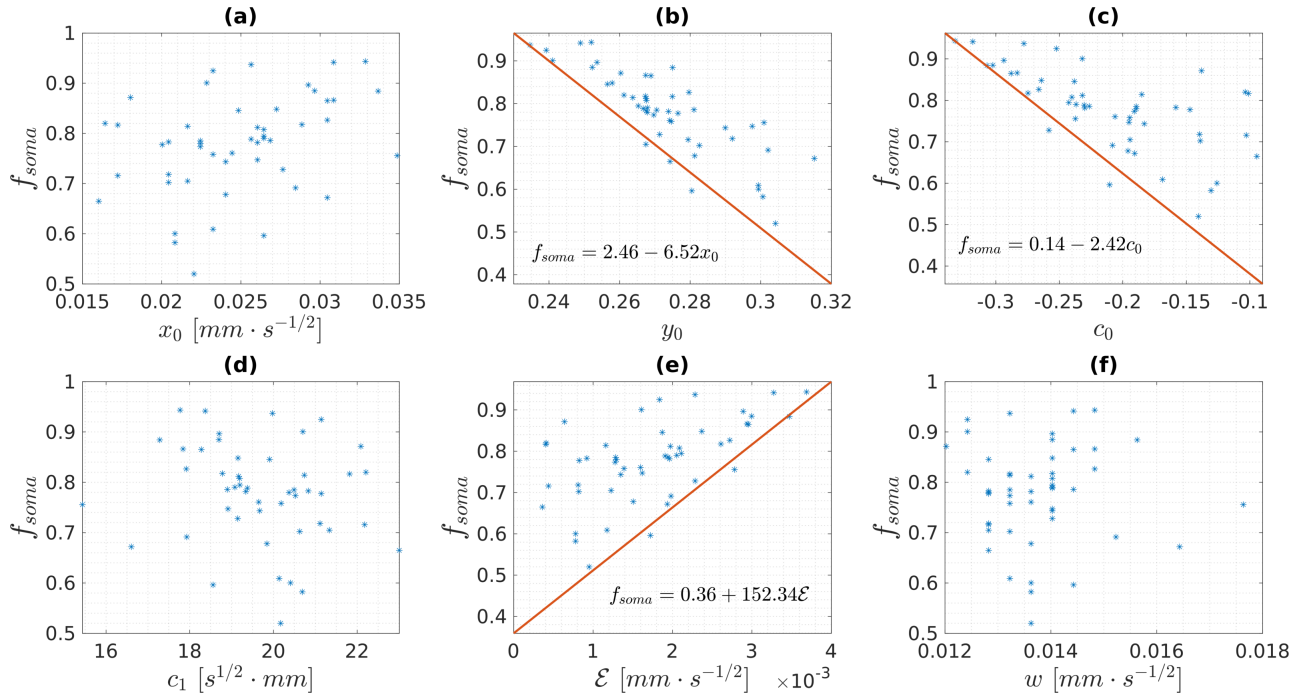 (a)
1
0.9
0.8
0.7
0.6
0.5
f_soma
0.015 0.02 0.025 0.03 0.035
x_0 [mm · s^{-1/2}]
(b)
0.9
0.8
0.7
0.6
0.5
0.4
f_soma
f_soma = 2.46 − 6.52x_0
0.24 0.26 0.28 0.3 0.32
y_0
(c)
0.9
0.8
0.7
0.6
0.5
0.4
f_soma
f_soma = 0.14 − 2.42c_0
-0.3 -0.25 -0.2 -0.15 -0.1
c_0
(d)
1
0.9
0.8
0.7
0.6
0.5
f_soma
16 18 20 22
c_1 [s^{1/2} · mm]
(e)
0.9
0.8
0.7
0.6
0.5
0.4
f_soma
f_soma = 0.36 + 152.34ℰ
0 1 2 3 4
ℰ [mm · s^{-1/2}] ×10^{-3}
(f)
1
0.9
0.8
0.7
0.6
0.5
f_soma
0.012 0.014 0.016 0.018
w [mm · s^{-1/2}]